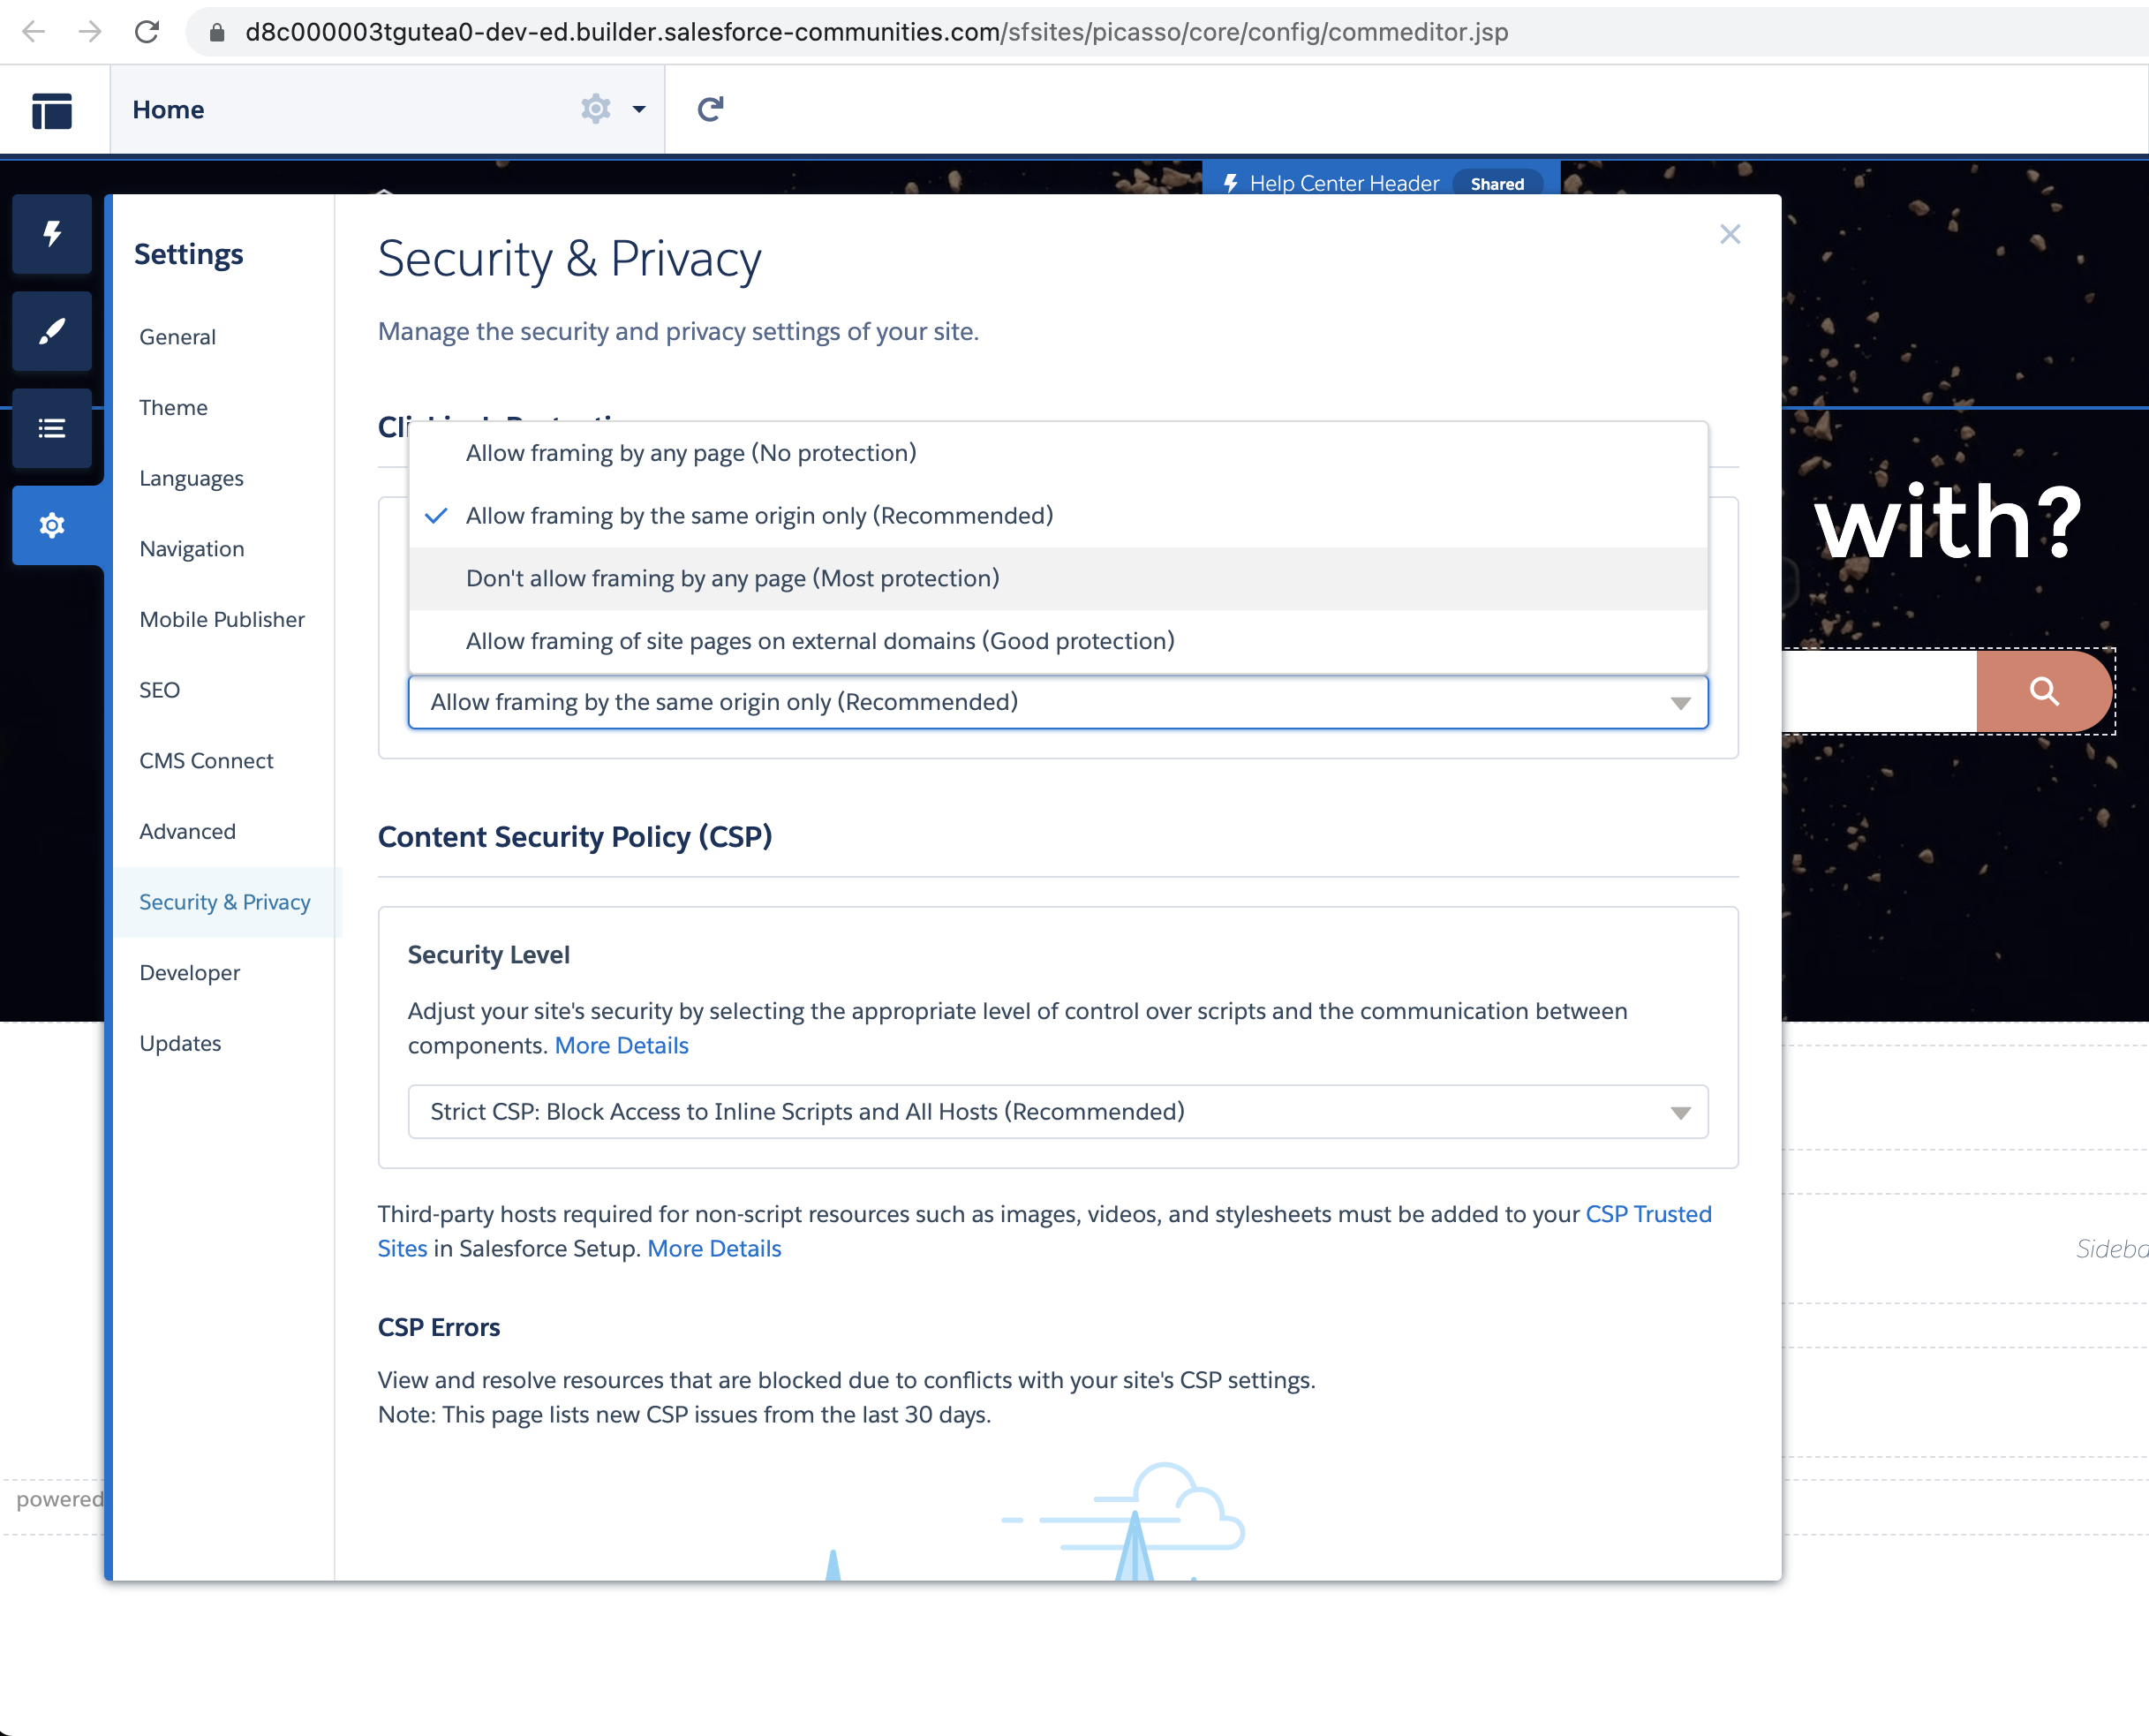 d8c000003tgutea0-dev-ed.builder.salesforce-communities.com/sfsites/picasso/core/config/commeditor.jsp
Home
Help Center Header Shared
Settings
General
Theme
Languages
Navigation
Mobile Publisher
SEO
CMS Connect
Advanced
Security & Privacy
Developer
Updates
Security & Privacy
Manage the security and privacy settings of your site.
Allow framing by any page (No protection)
Allow framing by the same origin only (Recommended)
Don't allow framing by any page (Most protection)
Allow framing of site pages on external domains (Good protection)
Allow framing by the same origin only (Recommended)
Content Security Policy (CSP)
Security Level
Adjust your site's security by selecting the appropriate level of control over scripts and the communication between
components. More Details
Strict CSP: Block Access to Inline Scripts and All Hosts (Recommended)
Third-party hosts required for non-script resources such as images, videos, and stylesheets must be added to your CSP Trusted
Sites in Salesforce Setup. More Details
CSP Errors
View and resolve resources that are blocked due to conflicts with your site's CSP settings.
Note: This page lists new CSP issues from the last 30 days.
with?
powered